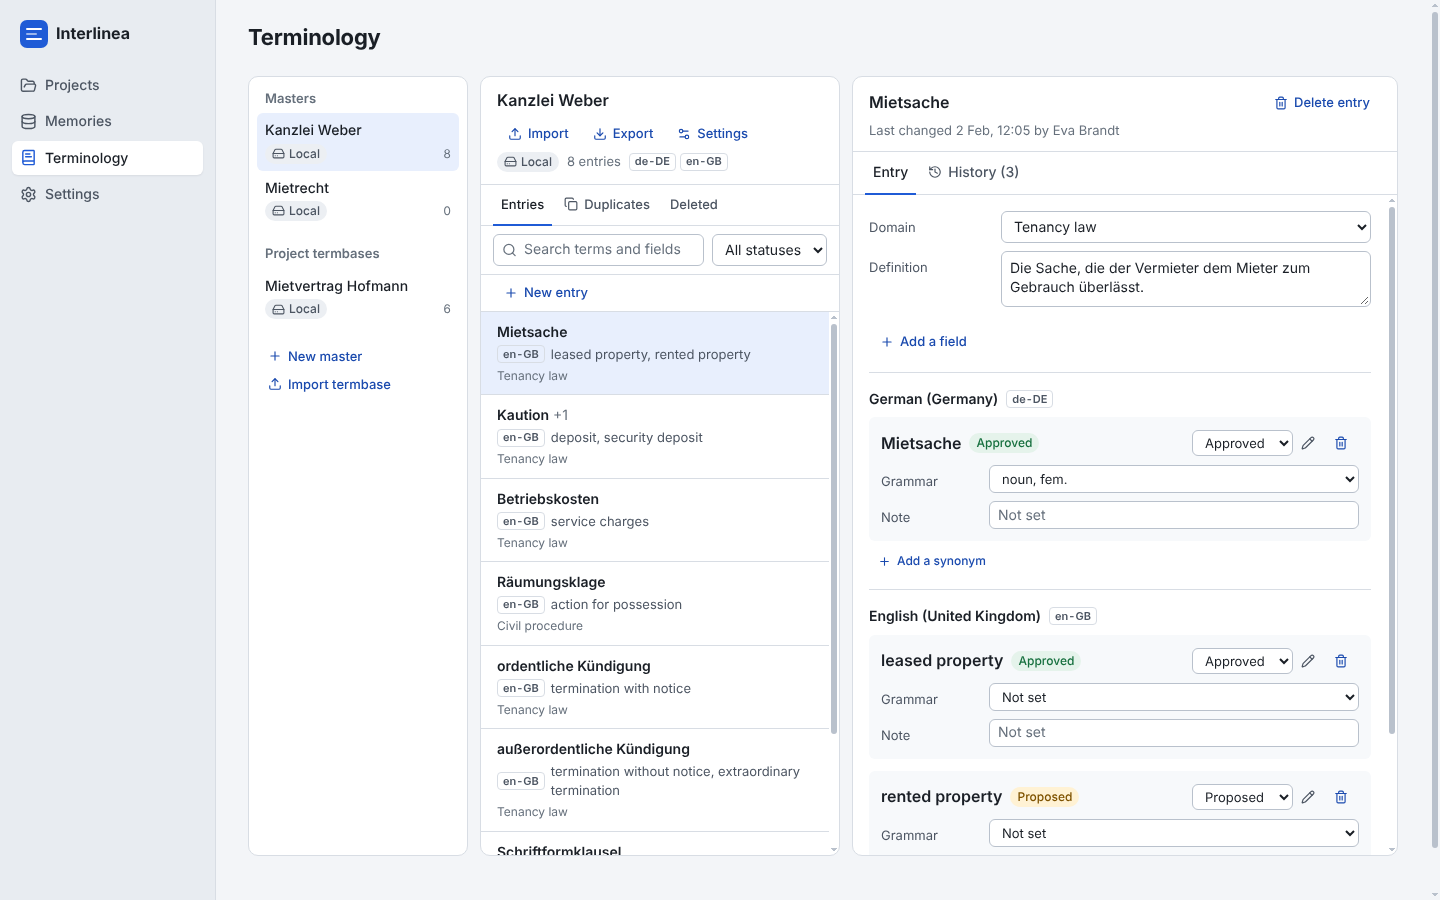 Interlinea
Projects
Memories
Terminology
Settings
Terminology
Masters
Kanzlei Weber
Local 8
Mietrecht
Local 0
Project termbases
Mietvertrag Hofmann
Local 6
New master
Import termbase
Kanzlei Weber
Import Export Settings
Local 8 entries de-DE en-GB
Entries Duplicates Deleted
Search terms and fields All statuses
New entry
Mietsache
en-GB leased property, rented property
Tenancy law
Kaution +1
en-GB deposit, security deposit
Tenancy law
Betriebskosten
en-GB service charges
Tenancy law
Räumungsklage
en-GB action for possession
Civil procedure
ordentliche Kündigung
en-GB termination with notice
Tenancy law
außerordentliche Kündigung
en-GB termination without notice, extraordinary
termination
Tenancy law
Schriftformklausel
Mietsache Delete entry
Last changed 2 Feb, 12:05 by Eva Brandt
Entry History (3)
Domain Tenancy law
Definition Die Sache, die der Vermieter dem Mieter zum
Gebrauch überlässt.
Add a field
German (Germany) de-DE
Mietsache Approved Approved
Grammar noun, fem.
Note Not set
Add a synonym
English (United Kingdom) en-GB
leased property Approved Approved
Grammar Not set
Note Not set
rented property Proposed Proposed
Grammar Not set